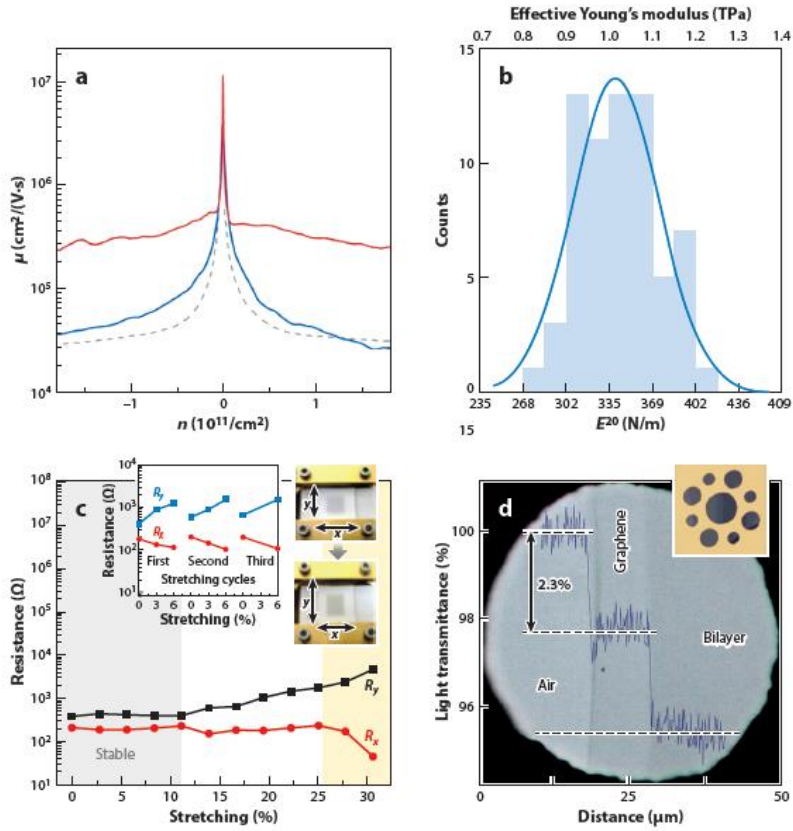 a
μ (cm²/(V·s)
10⁷
10⁶
10⁵
10⁴
−1
0
1
n (10¹¹/cm²)
Effective Young's modulus (TPa)
0.7 0.8 0.9 1.0 1.1 1.2 1.3 1.4
b
Counts
15
10
5
0
235 268 302 335 369 402 436 409
E²⁰ (N/m)
15
c
Resistance (Ω)
10⁸
10⁷
10⁶
10⁵
10⁴
10³
10²
10¹
0 5 10 15 20 25 30
Stretching (%)
Stable
Ry
Rx
Resistance (Ω)
10⁴
10³
10²
10¹
Ry
Rx
First Second Third
Stretching cycles
0 3 6 0 3 6 0 3 6
Stretching (%)
y
x
y
x
d
Light transmittance (%)
100
98
96
2.3%
Graphene
Air
Bilayer
0 25 50
Distance (μm)